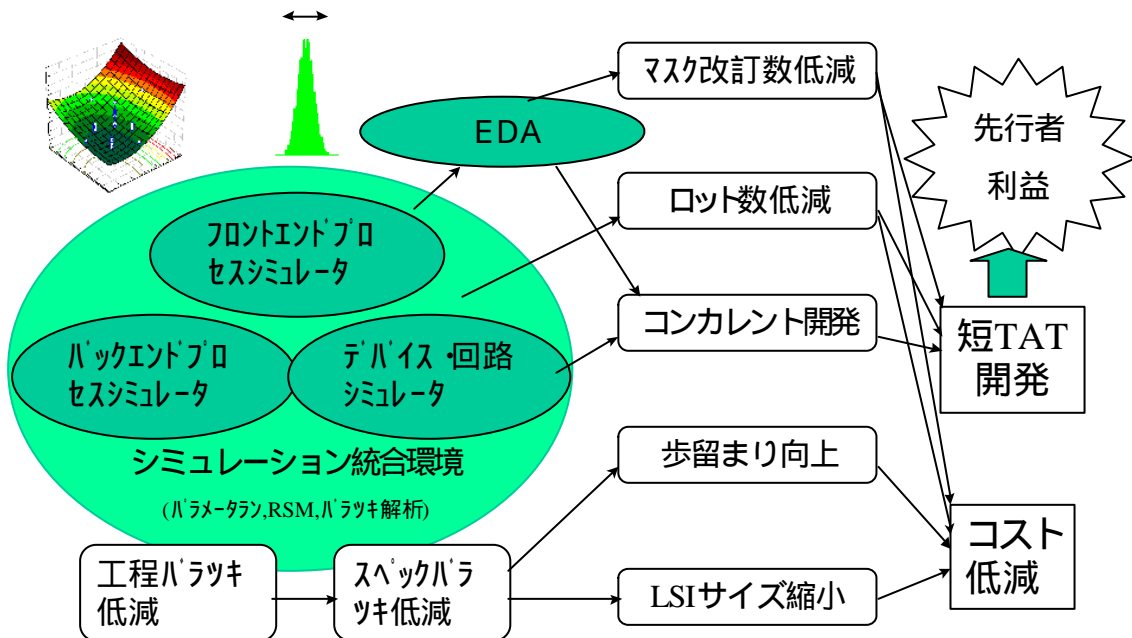 マスク改訂数低減
先行者
利益
EDA
ロット数低減
フロントエンドプロ
セスシミュレータ
コンカレント開発
短TAT
開発
バックエンドプロ
セスシミュレータ
デバイス・回路
シミュレータ
シミュレーション統合環境
(パラメータラン,RSM,バラツキ解析)
歩留まり向上
工程バラツキ
低減
スペックバラ
ツキ低減
LSIサイズ縮小
コスト
低減